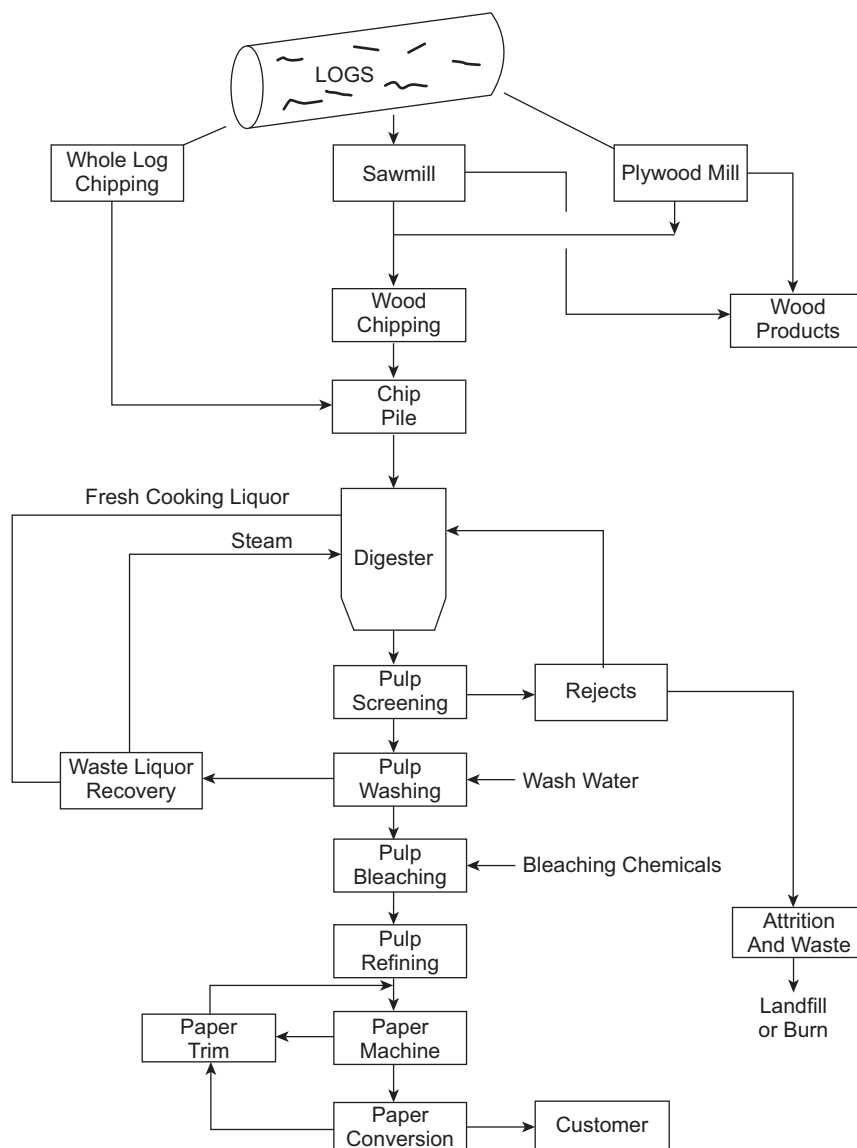 LOGS
Whole Log
Chipping
Sawmill
Plywood Mill
Wood
Chipping
Wood
Products
Chip
Pile
Fresh Cooking Liquor
Steam
Digester
Pulp
Screening
Rejects
Waste Liquor
Recovery
Pulp
Washing
Wash Water
Pulp
Bleaching
Bleaching Chemicals
Attrition
And Waste
Pulp
Refining
Landfill
or Burn
Paper
Trim
Paper
Machine
Paper
Conversion
Customer